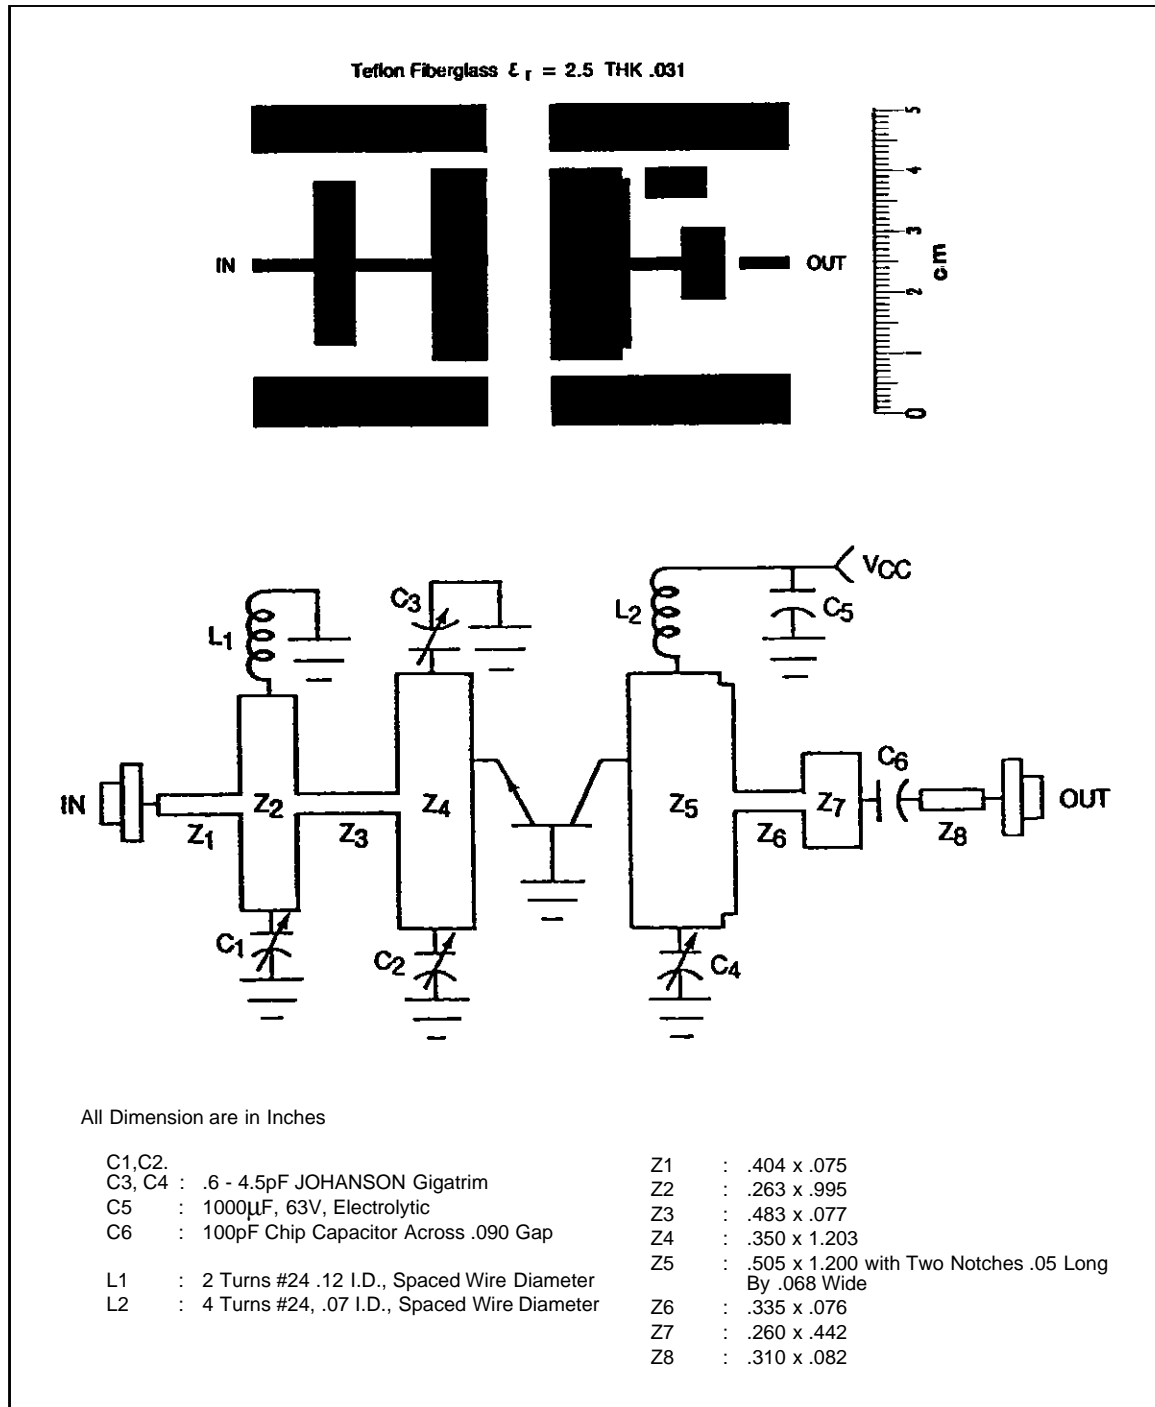 Teflon Fiberglass ε r = 2.5 THK .031
IN
OUT
0 1 2 3 4 5
cm
VCC
C3
L2
C5
L1
C6
IN
Z2
Z4
Z5
Z7
OUT
Z1
Z3
Z6
Z8
C1
C2
C4
All Dimension are in Inches
C1,C2.
C3, C4 : .6 - 4.5pF JOHANSON Gigatrim
C5 : 1000µF, 63V, Electrolytic
C6 : 100pF Chip Capacitor Across .090 Gap
L1 : 2 Turns #24 .12 I.D., Spaced Wire Diameter
L2 : 4 Turns #24, .07 I.D., Spaced Wire Diameter
Z1 : .404 x .075
Z2 : .263 x .995
Z3 : .483 x .077
Z4 : .350 x 1.203
Z5 : .505 x 1.200 with Two Notches .05 Long
By .068 Wide
Z6 : .335 x .076
Z7 : .260 x .442
Z8 : .310 x .082